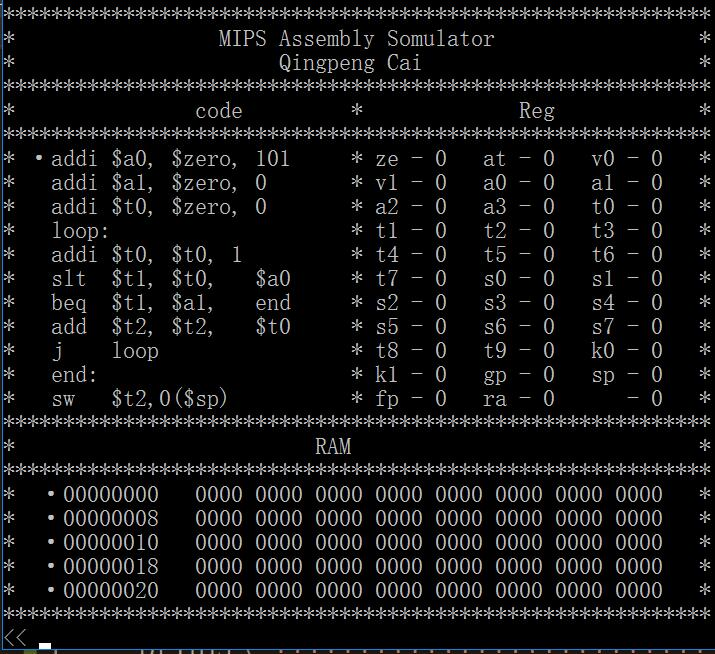 ************************************************************
* MIPS Assembly Somulator *
* Qingpeng Cai *
************************************************************
* code * Reg *
************************************************************
* •addi $a0, $zero, 101 * ze - 0 at - 0 v0 - 0 *
* addi $a1, $zero, 0 * v1 - 0 a0 - 0 a1 - 0 *
* addi $t0, $zero, 0 * a2 - 0 a3 - 0 t0 - 0 *
* loop: * t1 - 0 t2 - 0 t3 - 0 *
* addi $t0, $t0, 1 * t4 - 0 t5 - 0 t6 - 0 *
* slt $t1, $t0, $a0 * t7 - 0 s0 - 0 s1 - 0 *
* beq $t1, $a1, end * s2 - 0 s3 - 0 s4 - 0 *
* add $t2, $t2, $t0 * s5 - 0 s6 - 0 s7 - 0 *
* j loop * t8 - 0 t9 - 0 k0 - 0 *
* end: * k1 - 0 gp - 0 sp - 0 *
* sw $t2,0($sp) * fp - 0 ra - 0 - 0 *
************************************************************
* RAM *
************************************************************
* •00000000 0000 0000 0000 0000 0000 0000 0000 0000 *
* •00000008 0000 0000 0000 0000 0000 0000 0000 0000 *
* •00000010 0000 0000 0000 0000 0000 0000 0000 0000 *
* •00000018 0000 0000 0000 0000 0000 0000 0000 0000 *
* •00000020 0000 0000 0000 0000 0000 0000 0000 0000 *
************************************************************
<<